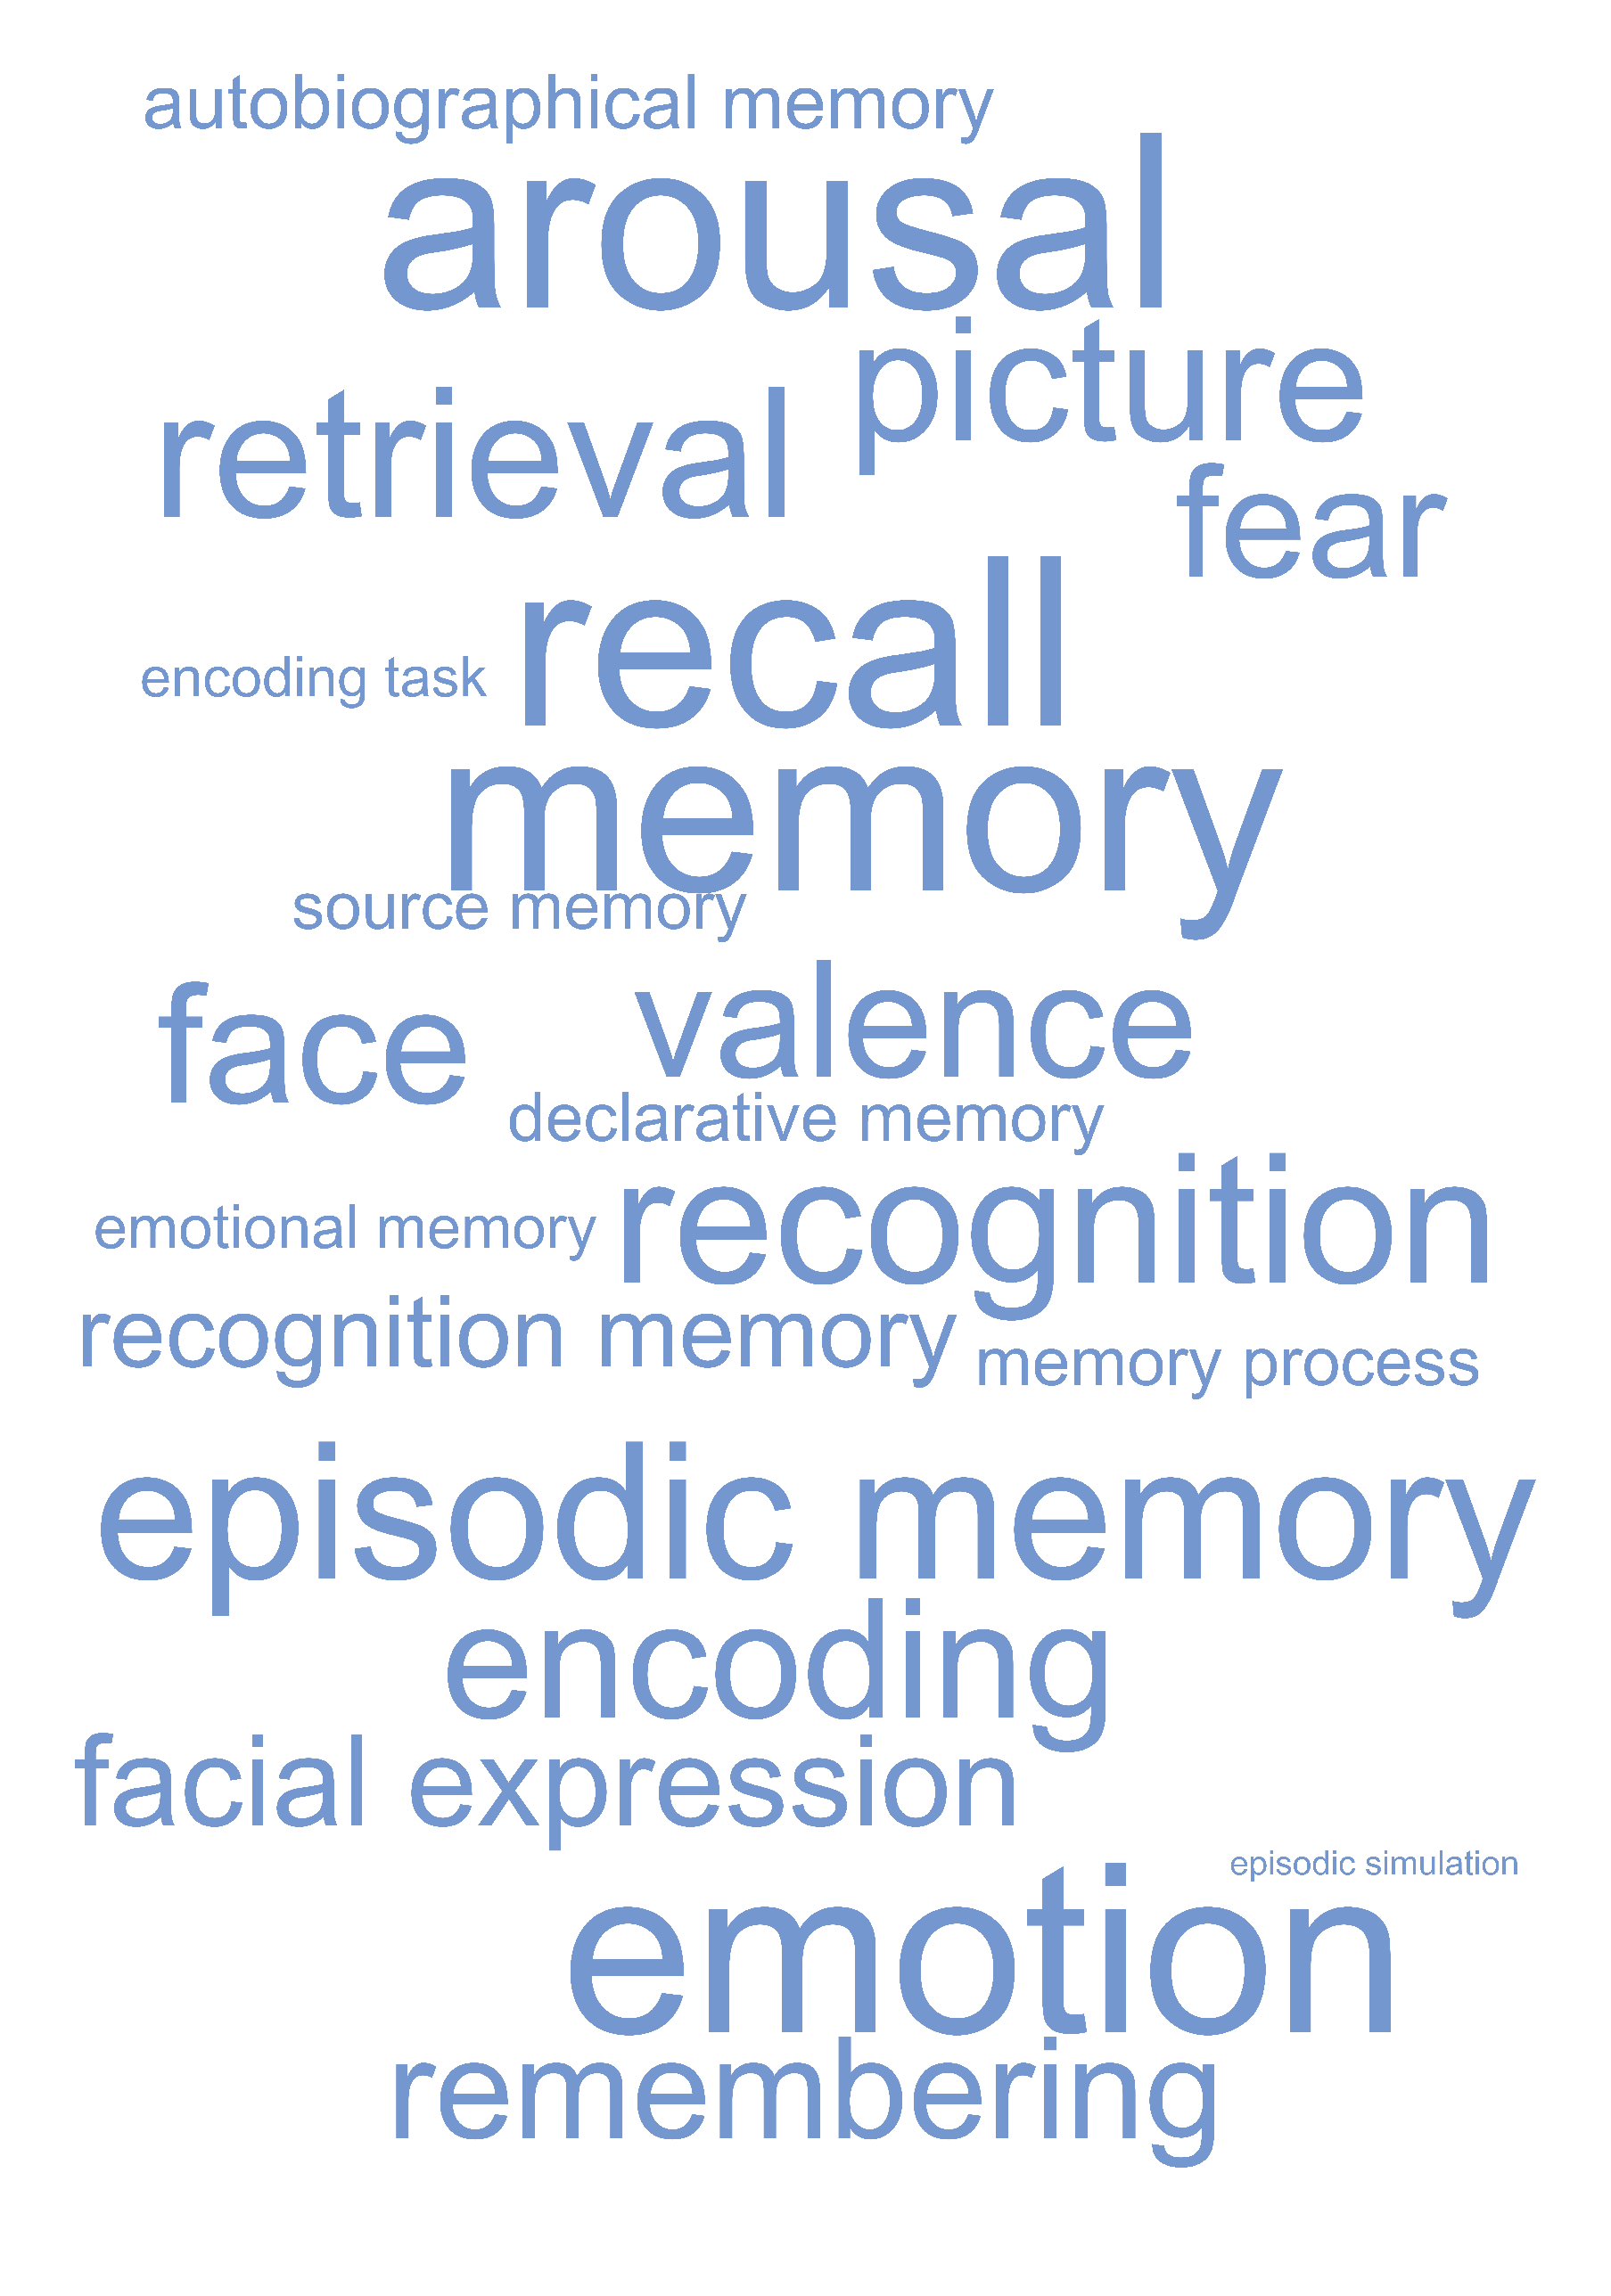 autobiographical memory
arousal
picture
retrieval
fear
recall
encoding task
memory
source memory
valence
face
declarative memory
recognition
emotional memory
recognition memory
memory process
episodic memory
encoding
facial expression
episodic simulation
emotion
remembering